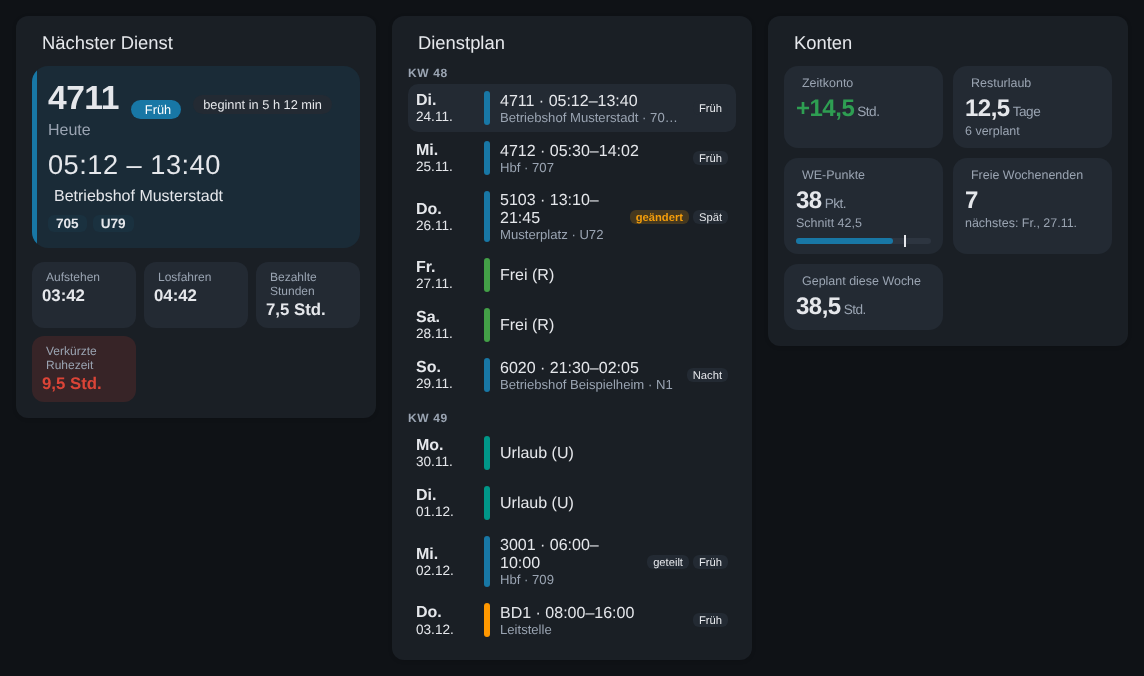 Nächster Dienst
4711 Früh beginnt in 5 h 12 min
Heute
05:12 – 13:40
Betriebshof Musterstadt
705 U79
Aufstehen
03:42
Losfahren
04:42
Bezahlte
Stunden
7,5 Std.
Verkürzte
Ruhezeit
9,5 Std.
Dienstplan
KW 48
Di. 4711 · 05:12–13:40 Früh
24.11. Betriebshof Musterstadt · 70…
Mi. 4712 · 05:30–14:02 Früh
25.11. Hbf · 707
Do. 5103 · 13:10–
26.11. 21:45 geändert Spät
Musterplatz · U72
Fr. Frei (R)
27.11.
Sa. Frei (R)
28.11.
So. 6020 · 21:30–02:05 Nacht
29.11. Betriebshof Beispielheim · N1
KW 49
Mo. Urlaub (U)
30.11.
Di. Urlaub (U)
01.12.
Mi. 3001 · 06:00–
02.12. 10:00 geteilt Früh
Hbf · 709
Do. BD1 · 08:00–16:00 Früh
03.12. Leitstelle
Konten
Zeitkonto
+14,5 Std.
Resturlaub
12,5 Tage
6 verplant
WE-Punkte
38 Pkt.
Schnitt 42,5
Freie Wochenenden
7
nächstes: Fr., 27.11.
Geplant diese Woche
38,5 Std.